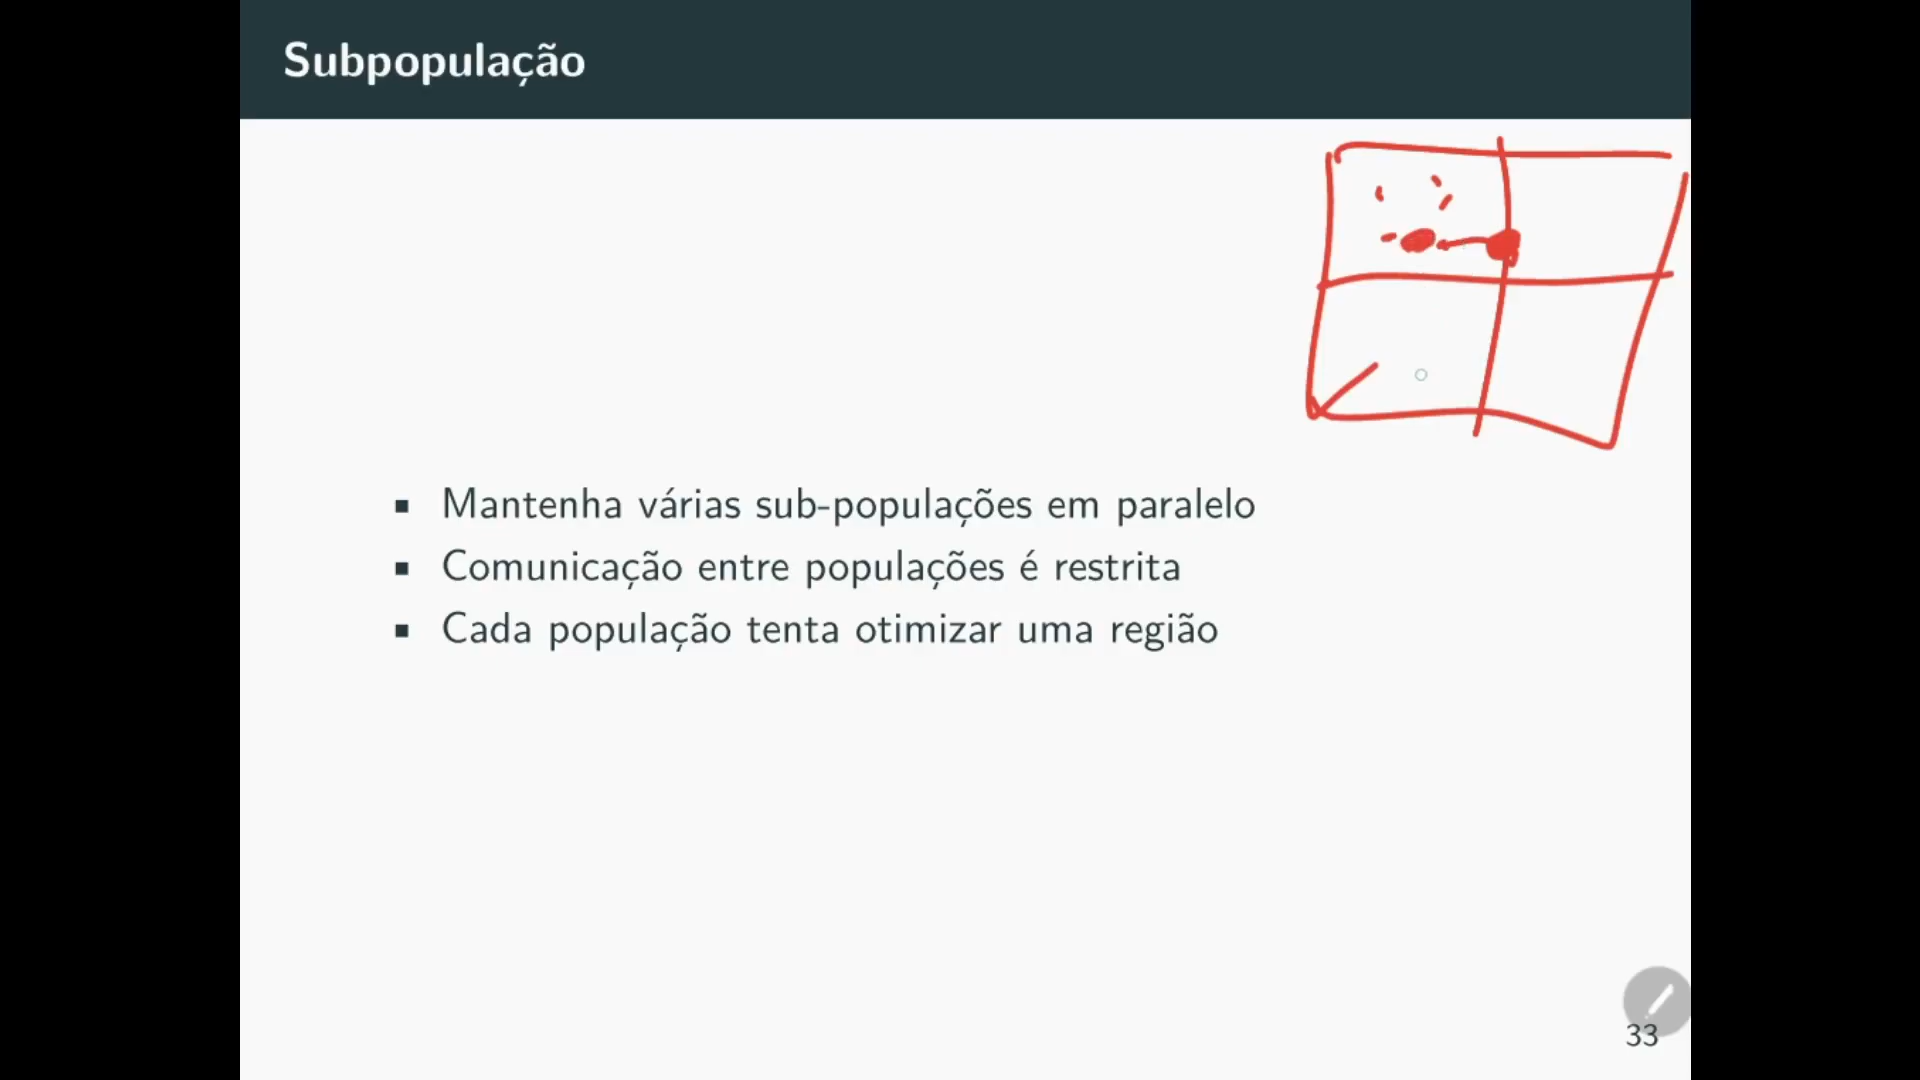 Subpopulação
Mantenha várias sub-populações em paralelo
Comunicação entre populações é restrita
Cada população tenta otimizar uma região
33